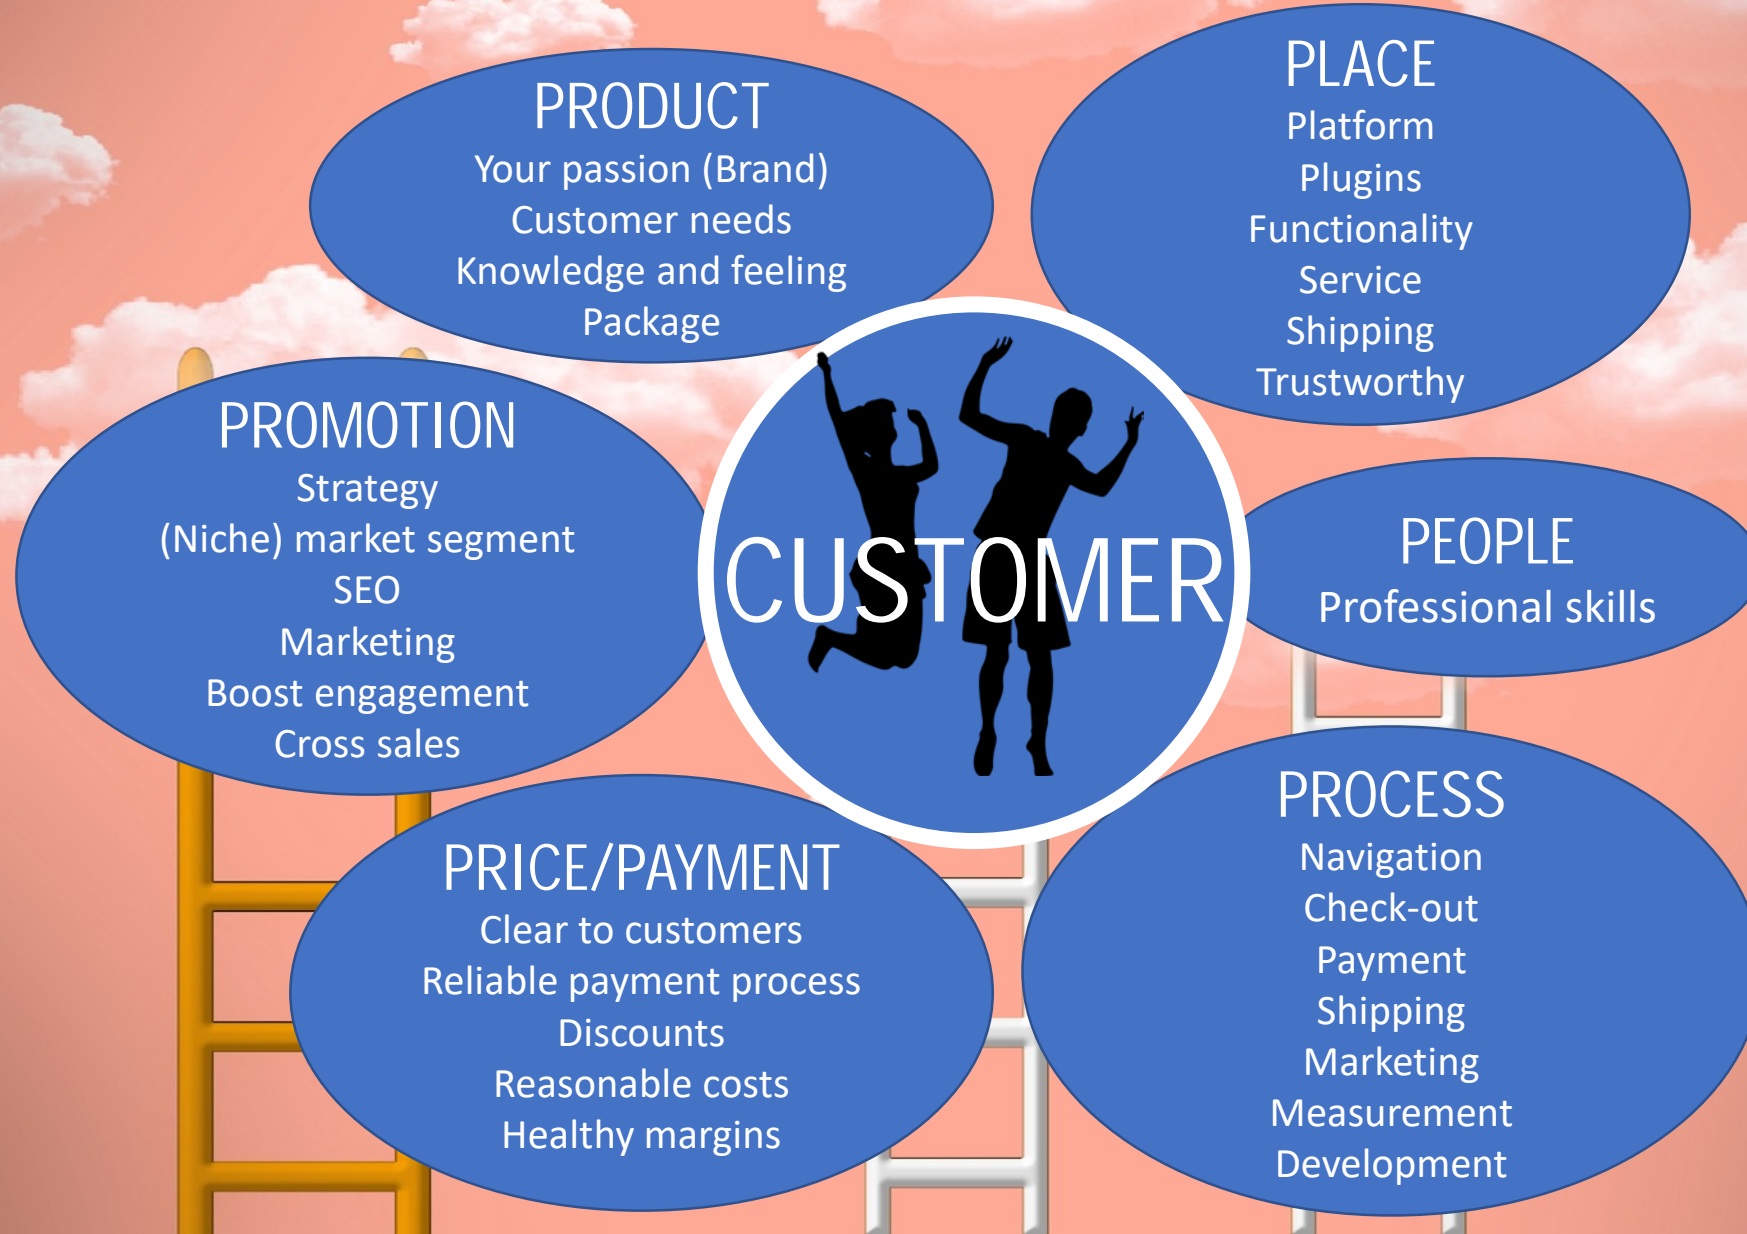 PRODUCT
Your passion (Brand)
Customer needs
Knowledge and feeling
Package
PLACE
Platform
Plugins
Functionality
Service
Shipping
Trustworthy
PROMOTION
Strategy
(Niche) market segment
SEO
Marketing
Boost engagement
Cross sales
CUSTOMER
PEOPLE
Professional skills
PRICE/PAYMENT
Clear to customers
Reliable payment process
Discounts
Reasonable costs
Healthy margins
PROCESS
Navigation
Check-out
Payment
Shipping
Marketing
Measurement
Development